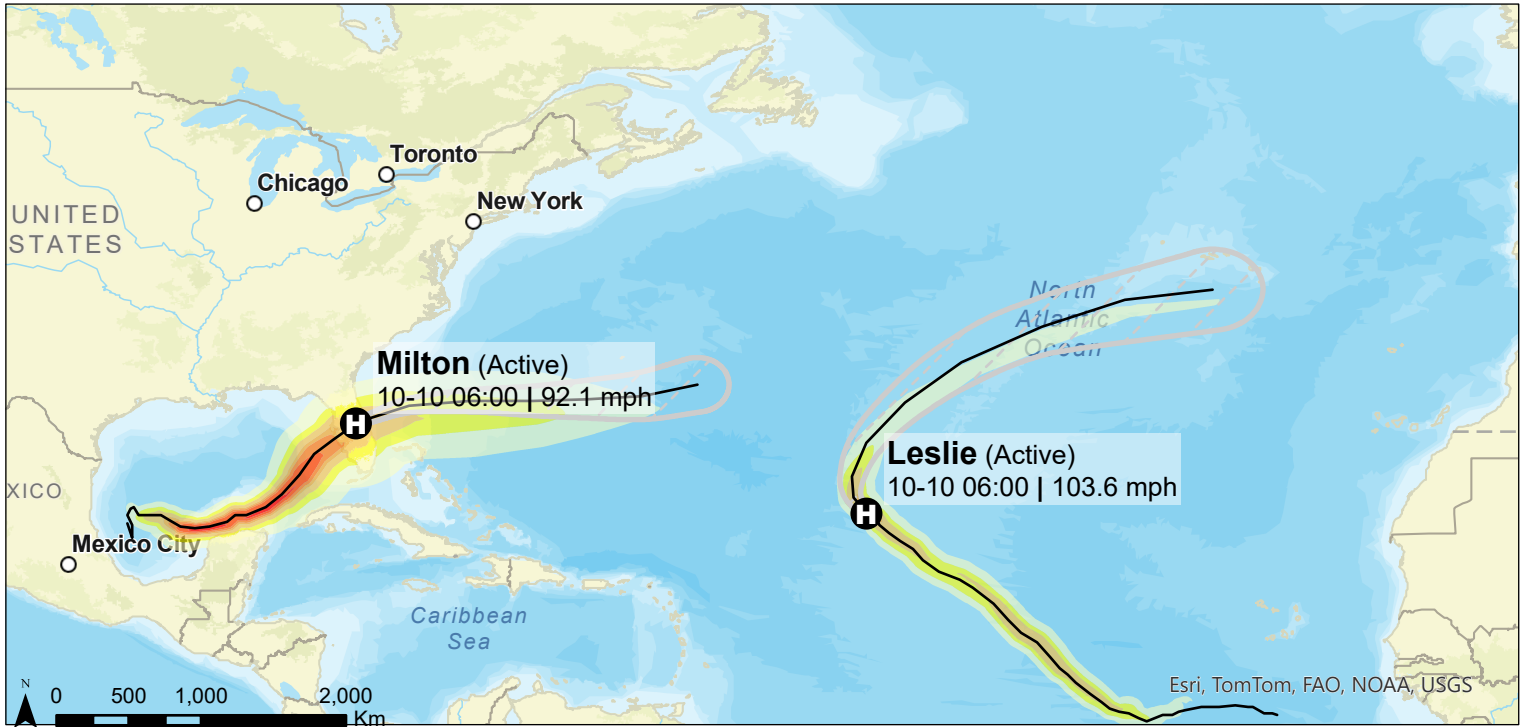 Toronto
Chicago
New York
UNITED
STATES
North
Atlantic
Ocean
Milton (Active)
10-10 06:00 | 92.1 mph
Leslie (Active)
10-10 06:00 | 103.6 mph
H
H
XICO
Mexico City
Caribbean
Sea
N
0 500 1,000 2,000
Km
Esri, TomTom, FAO, NOAA, USGS